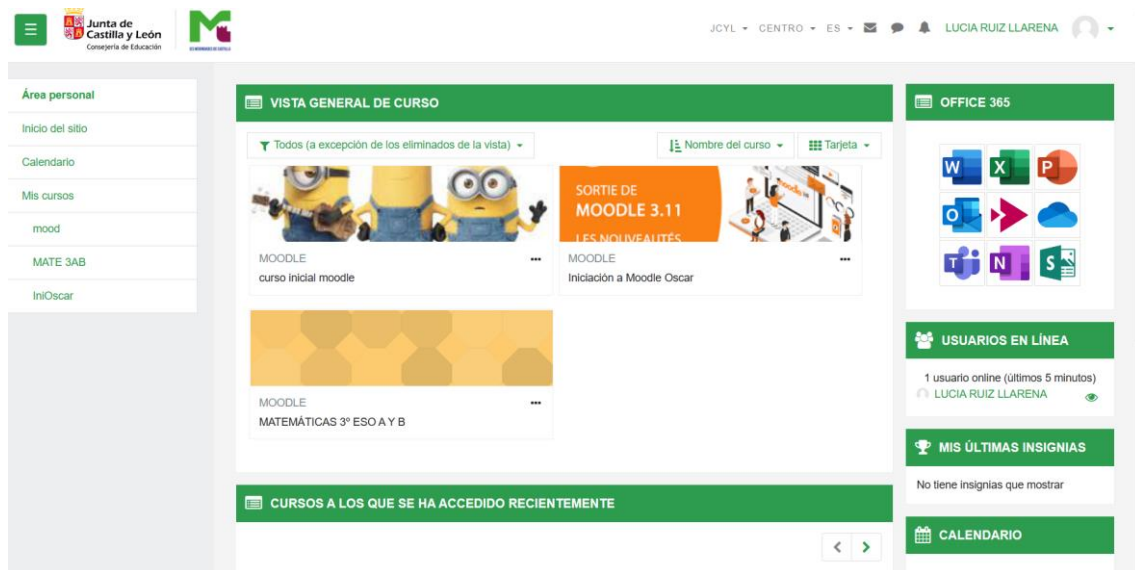 Junta de
Castilla y León
Consejería de Educación
JCYL
CENTRO
ES
LUCIA RUIZ LLARENA
Área personal
Inicio del sitio
Calendario
Mis cursos
mood
MATE 3AB
IniOscar
VISTA GENERAL DE CURSO
Todos (a excepción de los eliminados de la vista)
Nombre del curso
Tarjeta
SORTIE DE
MOODLE 3.11
LES NOUVEAUTÉS
MOODLE
curso inicial moodle
MOODLE
Iniciación a Moodle Oscar
MOODLE
MATEMÁTICAS 3º ESO A Y B
CURSOS A LOS QUE SE HA ACCEDIDO RECIENTEMENTE
OFFICE 365
USUARIOS EN LÍNEA
1 usuario online (últimos 5 minutos)
LUCIA RUIZ LLARENA
MIS ÚLTIMAS INSIGNIAS
No tiene insignias que mostrar
CALENDARIO